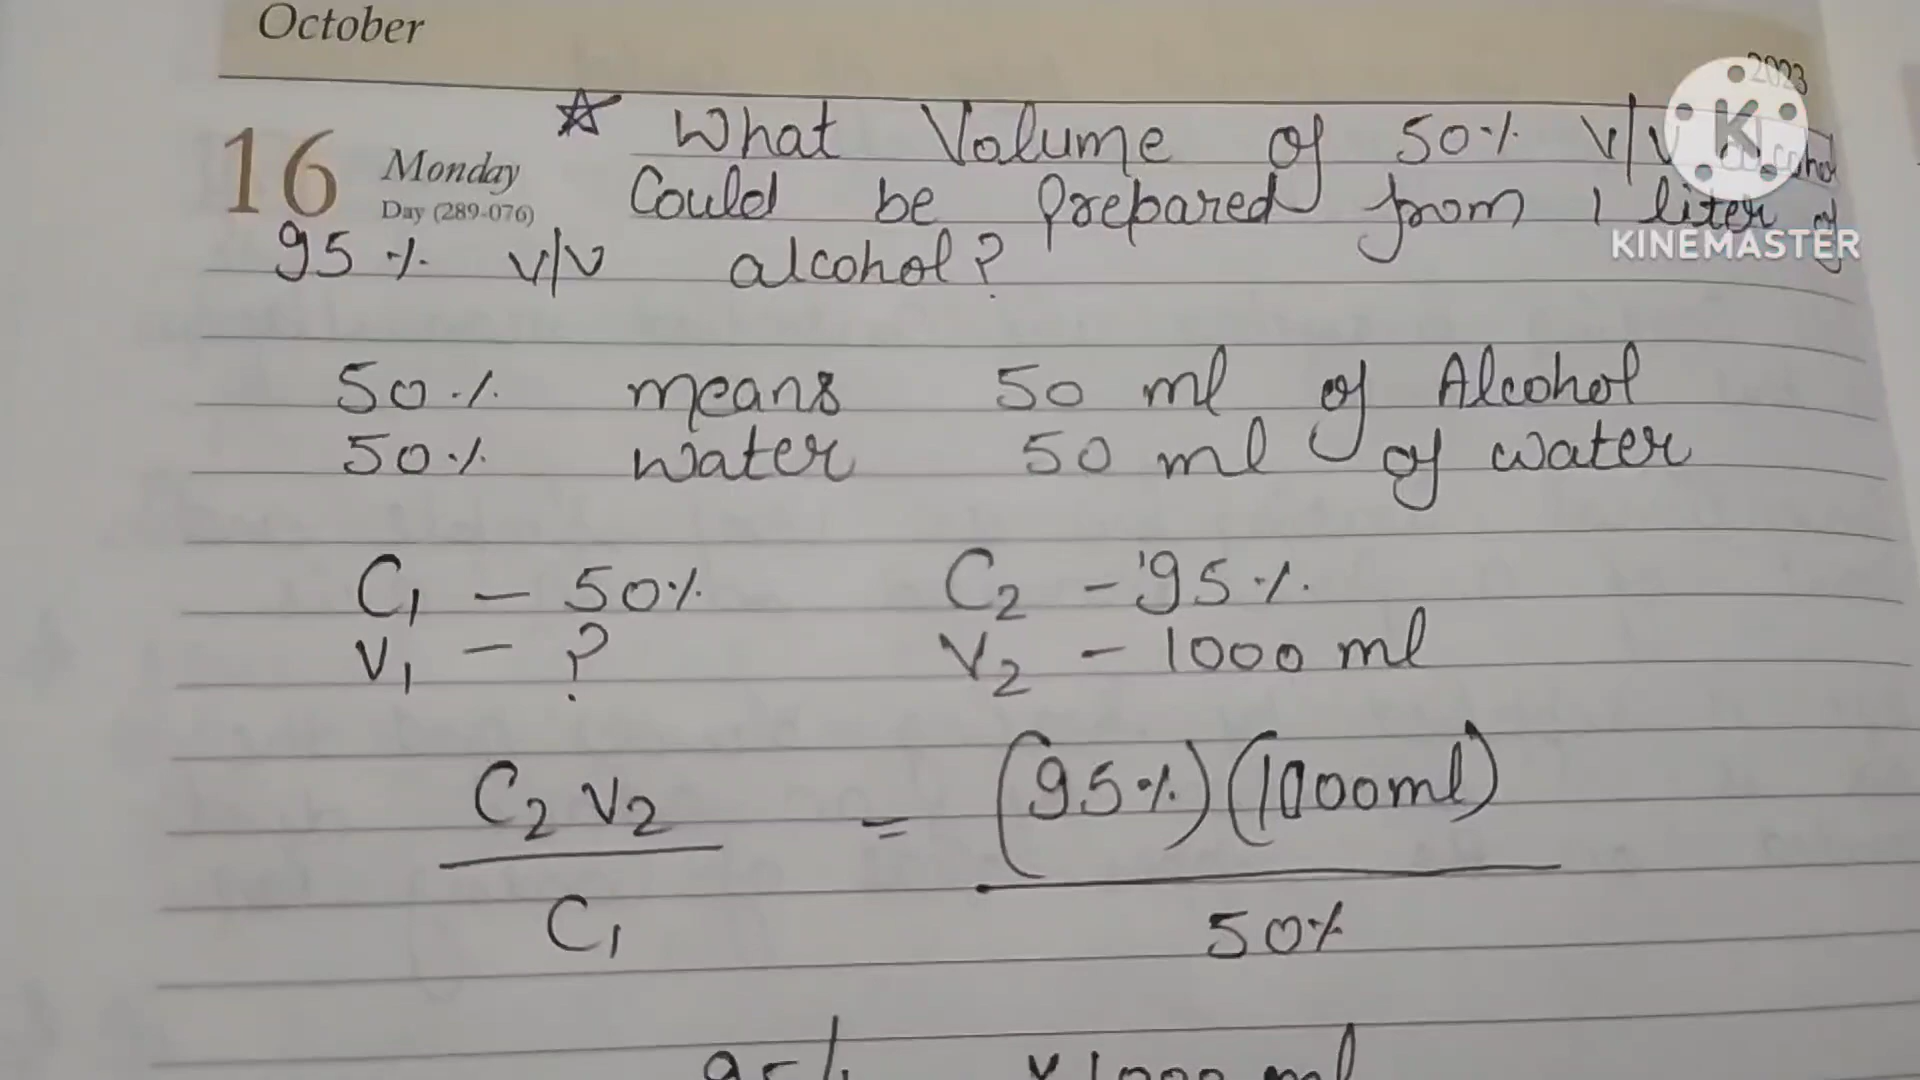 October
2023
16 Monday
Day (289-076)
☆ What Volume of 50% v/v alcohol
Could be Prepared from 1 liter of
95% v/v alcohol?
K
KINEMASTER
50% means 50 ml of Alcohol
50% water 50 ml of water
C₁ - 50% C₂ - 95%
V₁ - ? V₂ - 1000 ml
C₂ V₂ = (95%) (1000ml)
C₁ 50%